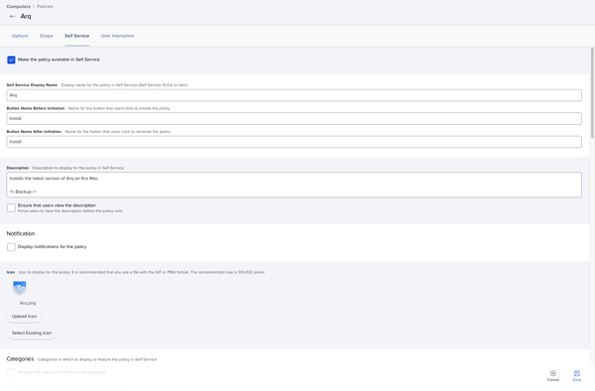 Computers : Policies
← Arq
Options Scope Self Service User Interaction
Make the policy available in Self Service
Self Service Display Name Display name for the policy in Self Service (Self Service 10.0.0 or later)
Arq
Button Name Before Initiation Name for the button that users click to initiate the policy
Install
Button Name After Initiation Name for the button that users click to reinitiate the policy
Install
Description Description to display for the policy in Self Service
Installs the latest version of Arq on this Mac.
<!--Backup-->
Ensure that users view the description
Force users to view the description before the policy runs
Notification
Display notifications for the policy
Icon Icon to display for the policy. It is recommended that you use a file with the GIF or PNG format. The recommended size is 512x512 pixels.
Arq.png
Upload Icon
Select Existing Icon
Categories Categories in which to display or feature the policy in Self Service
Include the policy in the Featured category
Cancel Save